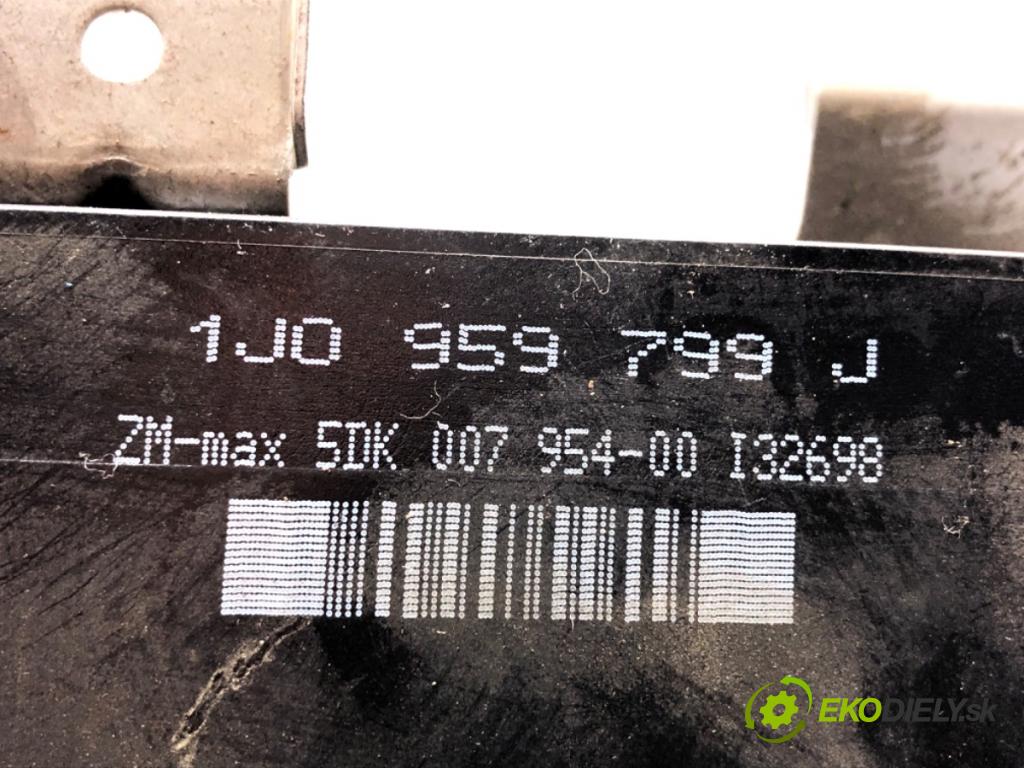 1J0 959 799 J
ZM-max 5DK 007 954-00 I32698
EKODIELY.sk